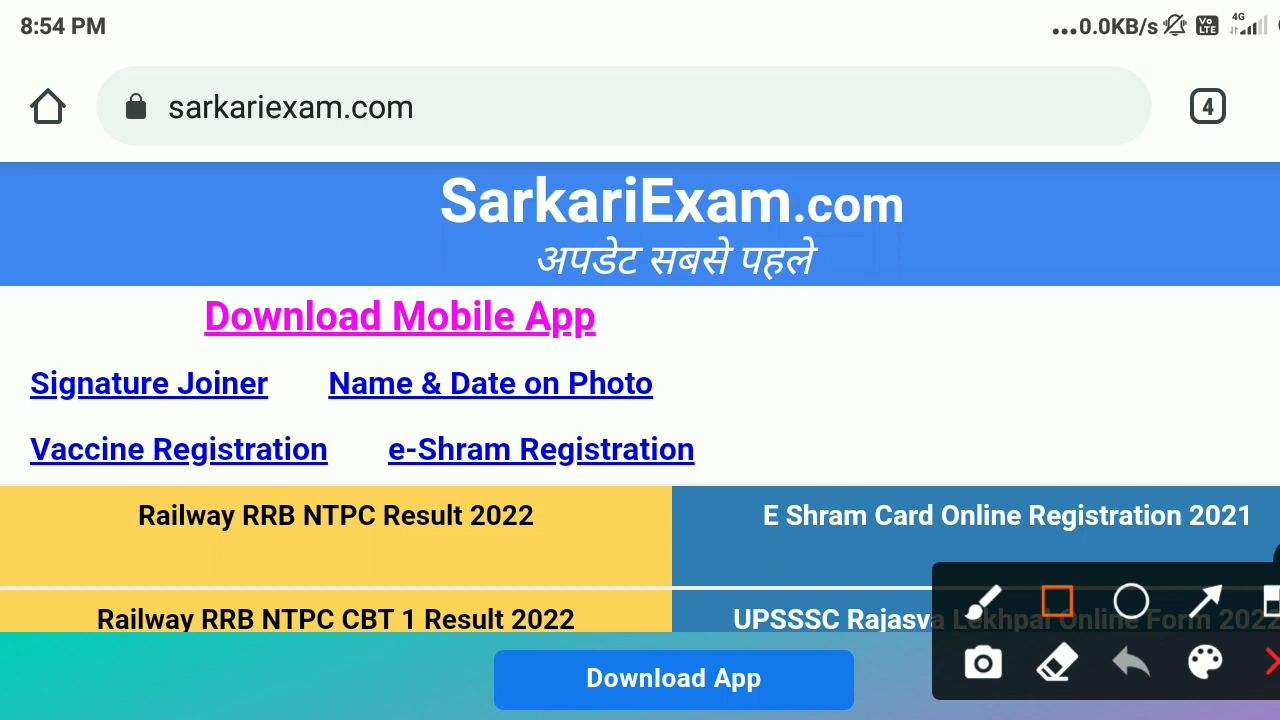 8:54 PM
...0.0KB/s Vo LTE 4G
sarkariexam.com
4
SarkariExam.com
अपडेट सबसे पहले
Download Mobile App
Signature Joiner Name & Date on Photo
Vaccine Registration e-Shram Registration
Railway RRB NTPC Result 2022 E Shram Card Online Registration 2021
Railway RRB NTPC CBT 1 Result 2022 UPSSSC Rajasva Lekhpal Online Form 2022
Download App